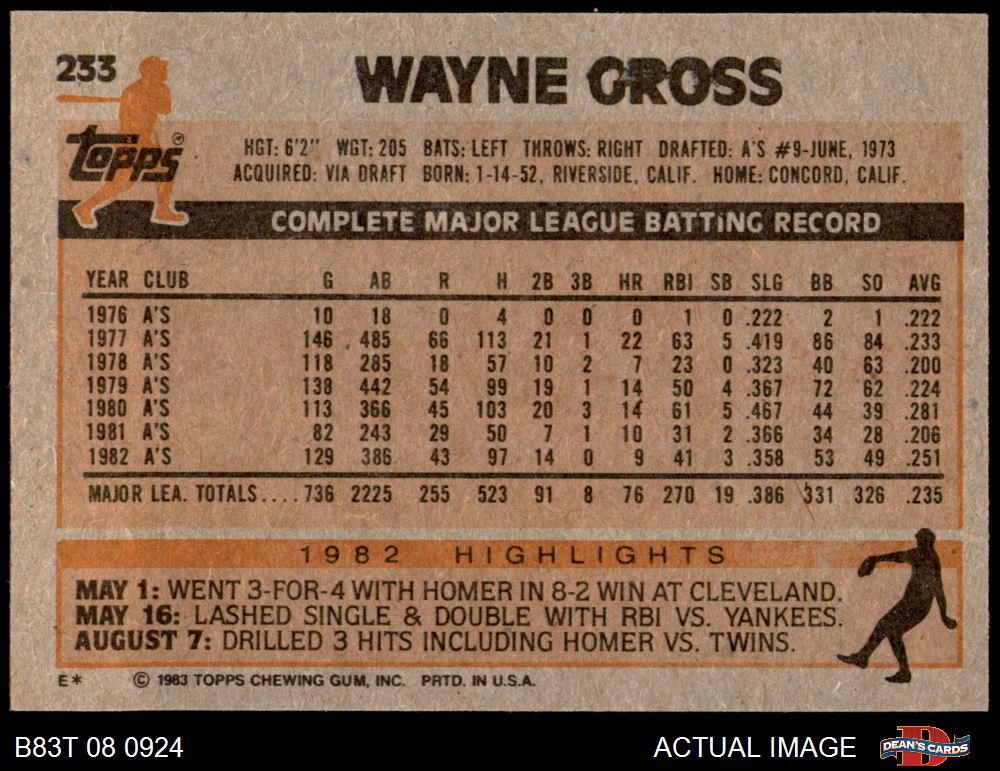 233
WAYNE GROSS
Topps®
HGT: 6'2" WGT: 205 BATS: LEFT THROWS: RIGHT DRAFTED: A'S #9-JUNE, 1973
ACQUIRED: VIA DRAFT BORN: 1-14-52, RIVERSIDE, CALIF. HOME: CONCORD, CALIF.
COMPLETE MAJOR LEAGUE BATTING RECORD
YEAR CLUB G AB R H 2B 3B HR RBI SB SLG BB SO AVG
1976 A'S 10 18 0 4 0 0 0 1 0 .222 2 1 .222
1977 A'S 146 485 66 113 21 1 22 63 5 .419 86 84 .233
1978 A'S 118 285 18 57 10 2 7 23 0 .323 40 63 .200
1979 A'S 138 442 54 99 19 1 14 50 4 .367 72 62 .224
1980 A'S 113 366 45 103 20 3 14 61 5 .467 44 39 .281
1981 A'S 82 243 29 50 7 1 10 31 2 .366 34 28 .206
1982 A'S 129 386 43 97 14 0 9 41 3 .358 53 49 .251
MAJOR LEA. TOTALS.... 736 2225 255 523 91 8 76 270 19 .386 331 326 .235
1982 HIGHLIGHTS
MAY 1: WENT 3-FOR-4 WITH HOMER IN 8-2 WIN AT CLEVELAND.
MAY 16: LASHED SINGLE & DOUBLE WITH RBI VS. YANKEES.
AUGUST 7: DRILLED 3 HITS INCLUDING HOMER VS. TWINS.
E* © 1983 TOPPS CHEWING GUM, INC. PRTD. IN U.S.A.
B83T 08 0924 ACTUAL IMAGE DEAN'S CARDS